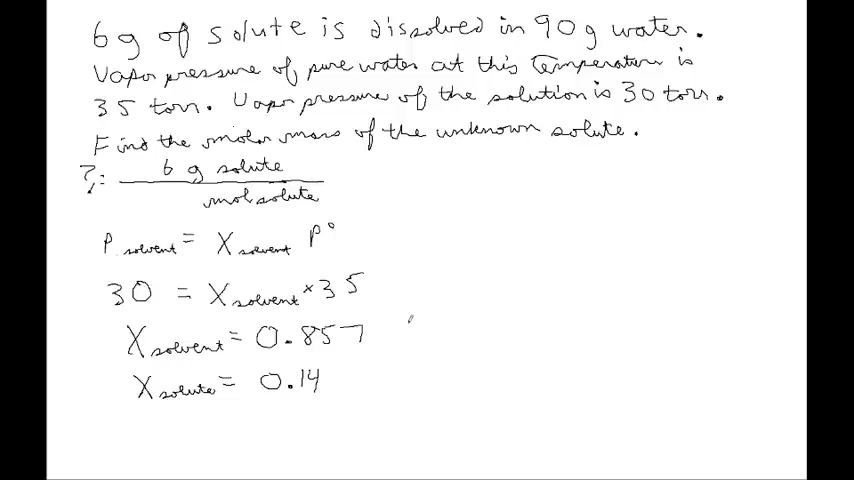 6 g of solute is dissolved in 90 g water.
Vapor pressure of pure water at this Temperature is
35 torr. Vapor pressure of the solution is 30 torr.
Find the molar mass of the unknown solute.
?= 6 g solute
mol solute
P solvent = X solvent P°
30 = X solvent × 35
X solvent = 0.857
X solute = 0.14